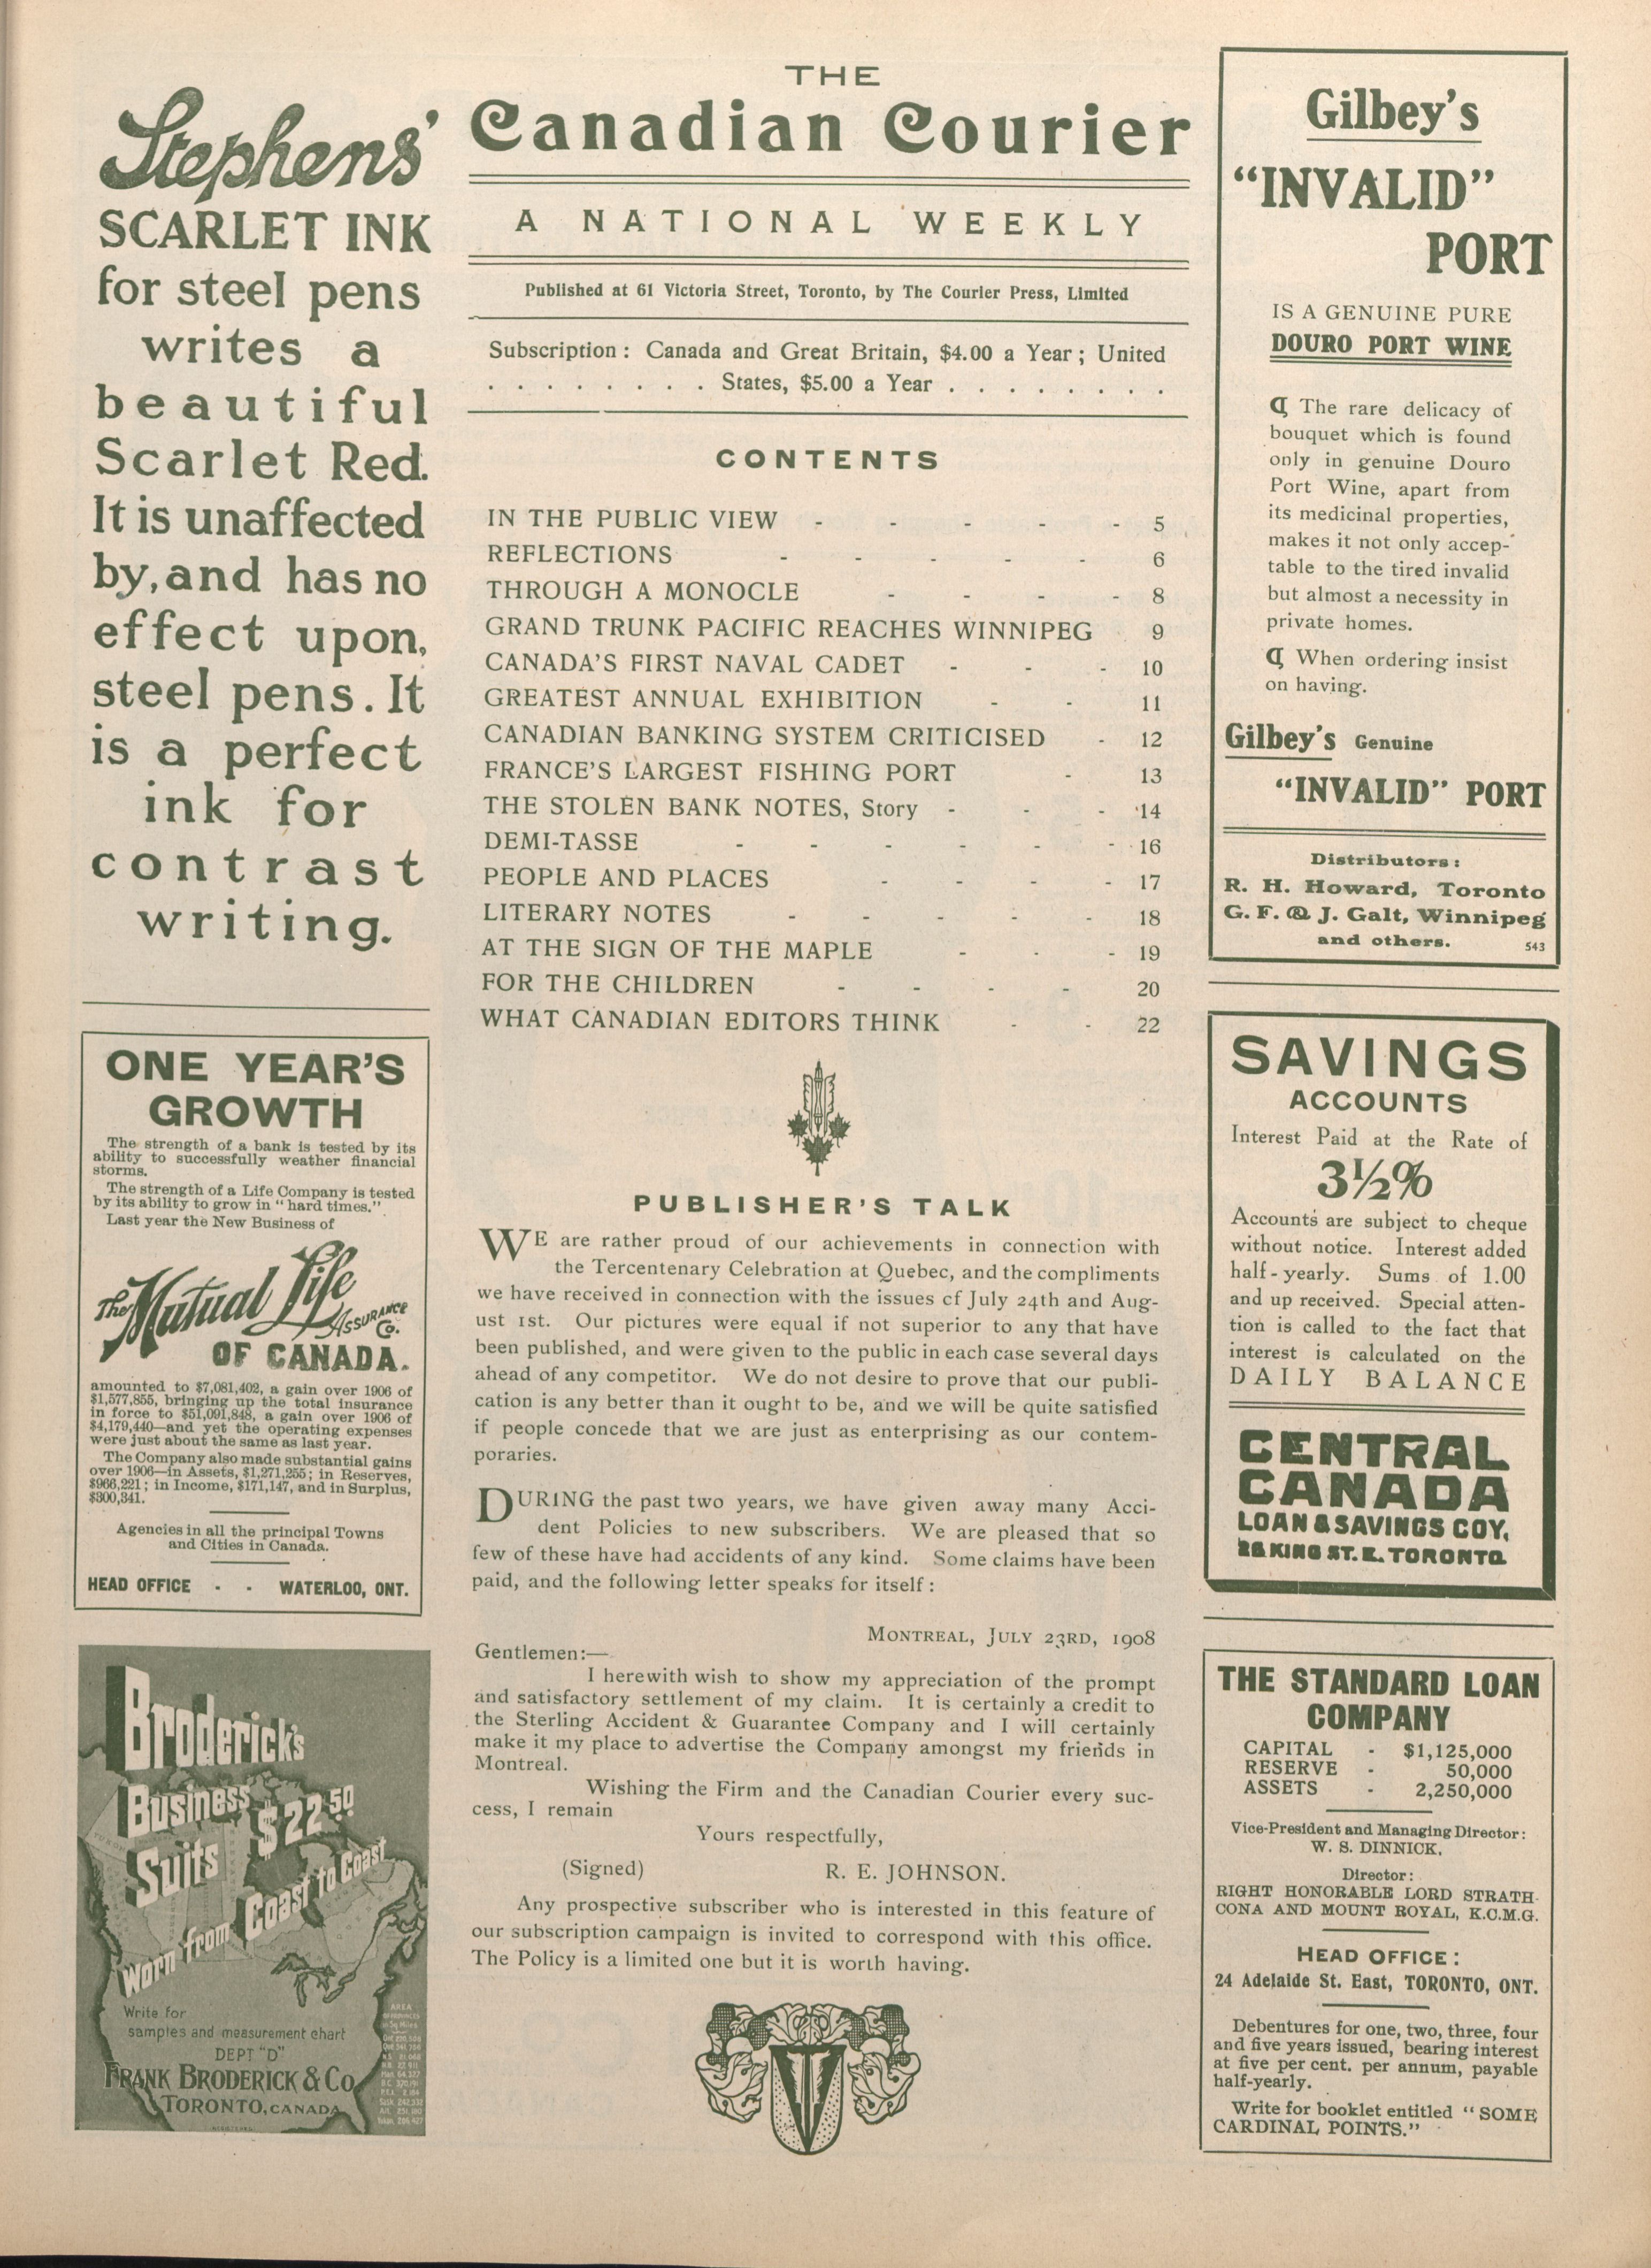 Stephens'
SCARLET INK
for steel pens
writes a
beautiful
Scarlet Red.
It is unaffected
by, and has no
effect upon,
steel pens. It
is a perfect
ink for
contrast
writing.
ONE YEAR'S
GROWTH
The strength of a bank is tested by its
ability to successfully weather financial
storms.
The strength of a Life Company is tested
by its ability to grow in "hard times."
Last year the New Business of
The Mutual Life
Assurance
Co.
OF CANADA.
amounted to $7,081,402, a gain over 1906 of
$1,577,855, bringing up the total insurance
in force to $51,091,848, a gain over 1906 of
$4,179,440—and yet the operating expenses
were just about the same as last year.
The Company also made substantial gains
over 1906—in Assets, $1,271,255; in Reserves,
$966,221; in Income, $171,147, and in Surplus,
$300,341.
Agencies in all the principal Towns
and Cities in Canada.
HEAD OFFICE - - WATERLOO, ONT.
Broderick's
Business
Suits $22.50
Worn from Coast to Coast
Write for
samples and measurement chart
DEPT "D"
FRANK BRODERICK & Co.
TORONTO, CANADA
THE
Canadian Courier
A NATIONAL WEEKLY
Published at 61 Victoria Street, Toronto, by The Courier Press, Limited
Subscription: Canada and Great Britain, $4.00 a Year; United
. . . . . . . . States, $5.00 a Year . . . . . . . .
CONTENTS
IN THE PUBLIC VIEW - - - - - 5
REFLECTIONS - - - - - 6
THROUGH A MONOCLE - - - - 8
GRAND TRUNK PACIFIC REACHES WINNIPEG . 9
CANADA'S FIRST NAVAL CADET - - - 10
GREATEST ANNUAL EXHIBITION - - 11
CANADIAN BANKING SYSTEM CRITICISED - 12
FRANCE'S LARGEST FISHING PORT - 13
THE STOLEN BANK NOTES, Story - - - 14
DEMI-TASSE - - - - - - 16
PEOPLE AND PLACES - - - - 17
LITERARY NOTES - - - - - 18
AT THE SIGN OF THE MAPLE - - - 19
FOR THE CHILDREN - - - - 20
WHAT CANADIAN EDITORS THINK - - 22
PUBLISHER'S TALK
WE are rather proud of our achievements in connection with
the Tercentenary Celebration at Quebec, and the compliments
we have received in connection with the issues cf July 24th and Aug-
ust 1st. Our pictures were equal if not superior to any that have
been published, and were given to the public in each case several days
ahead of any competitor. We do not desire to prove that our publi-
cation is any better than it ought to be, and we will be quite satisfied
if people concede that we are just as enterprising as our contem-
poraries.
DURING the past two years, we have given away many Acci-
dent Policies to new subscribers. We are pleased that so
few of these have had accidents of any kind. Some claims have been
paid, and the following letter speaks for itself:
MONTREAL, JULY 23RD, 1908
Gentlemen:—
I herewith wish to show my appreciation of the prompt
and satisfactory settlement of my claim. It is certainly a credit to
the Sterling Accident & Guarantee Company and I will certainly
make it my place to advertise the Company amongst my friends in
Montreal.
Wishing the Firm and the Canadian Courier every suc-
cess, I remain
Yours respectfully,
(Signed) R. E. JOHNSON.
Any prospective subscriber who is interested in this feature of
our subscription campaign is invited to correspond with this office.
The Policy is a limited one but it is worth having.
Gilbey's
"INVALID"
PORT
IS A GENUINE PURE
DOURO PORT WINE
¶ The rare delicacy of
bouquet which is found
only in genuine Douro
Port Wine, apart from
its medicinal properties,
makes it not only accep-
table to the tired invalid
but almost a necessity in
private homes.
¶ When ordering insist
on having.
Gilbey's Genuine
"INVALID" PORT
Distributors:
R. H. Howard, Toronto
G. F. & J. Galt, Winnipeg
and others. 543
SAVINGS
ACCOUNTS
Interest Paid at the Rate of
3½%
Accounts are subject to cheque
without notice. Interest added
half-yearly. Sums of 1.00
and up received. Special atten-
tion is called to the fact that
interest is calculated on the
DAILY BALANCE
CENTRAL
CANADA
LOAN & SAVINGS COY,
26 KING ST. E. TORONTO
THE STANDARD LOAN
COMPANY
CAPITAL - $1,125,000
RESERVE - 50,000
ASSETS - 2,250,000
Vice-President and Managing Director:
W. S. DINNICK,
Director:
RIGHT HONORABLE LORD STRATH-
CONA AND MOUNT ROYAL, K.C.M.G.
HEAD OFFICE:
24 Adelaide St. East, TORONTO, ONT.
Debentures for one, two, three, four
and five years issued, bearing interest
at five per cent. per annum, payable
half-yearly.
Write for booklet entitled "SOME
CARDINAL POINTS."